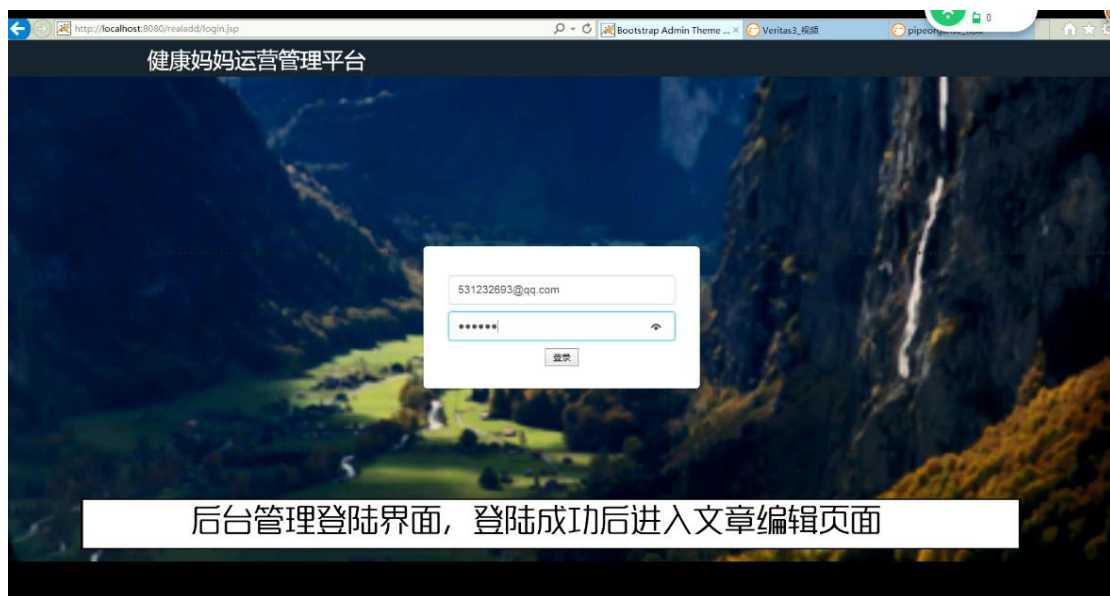 http://localhost:8080/realadd/login.jsp
Bootstrap Admin Theme ...
Veritas3_视频
0
健康妈妈运营管理平台
531232693@qq.com
••••••
登录
后台管理登陆界面，登陆成功后进入文章编辑页面